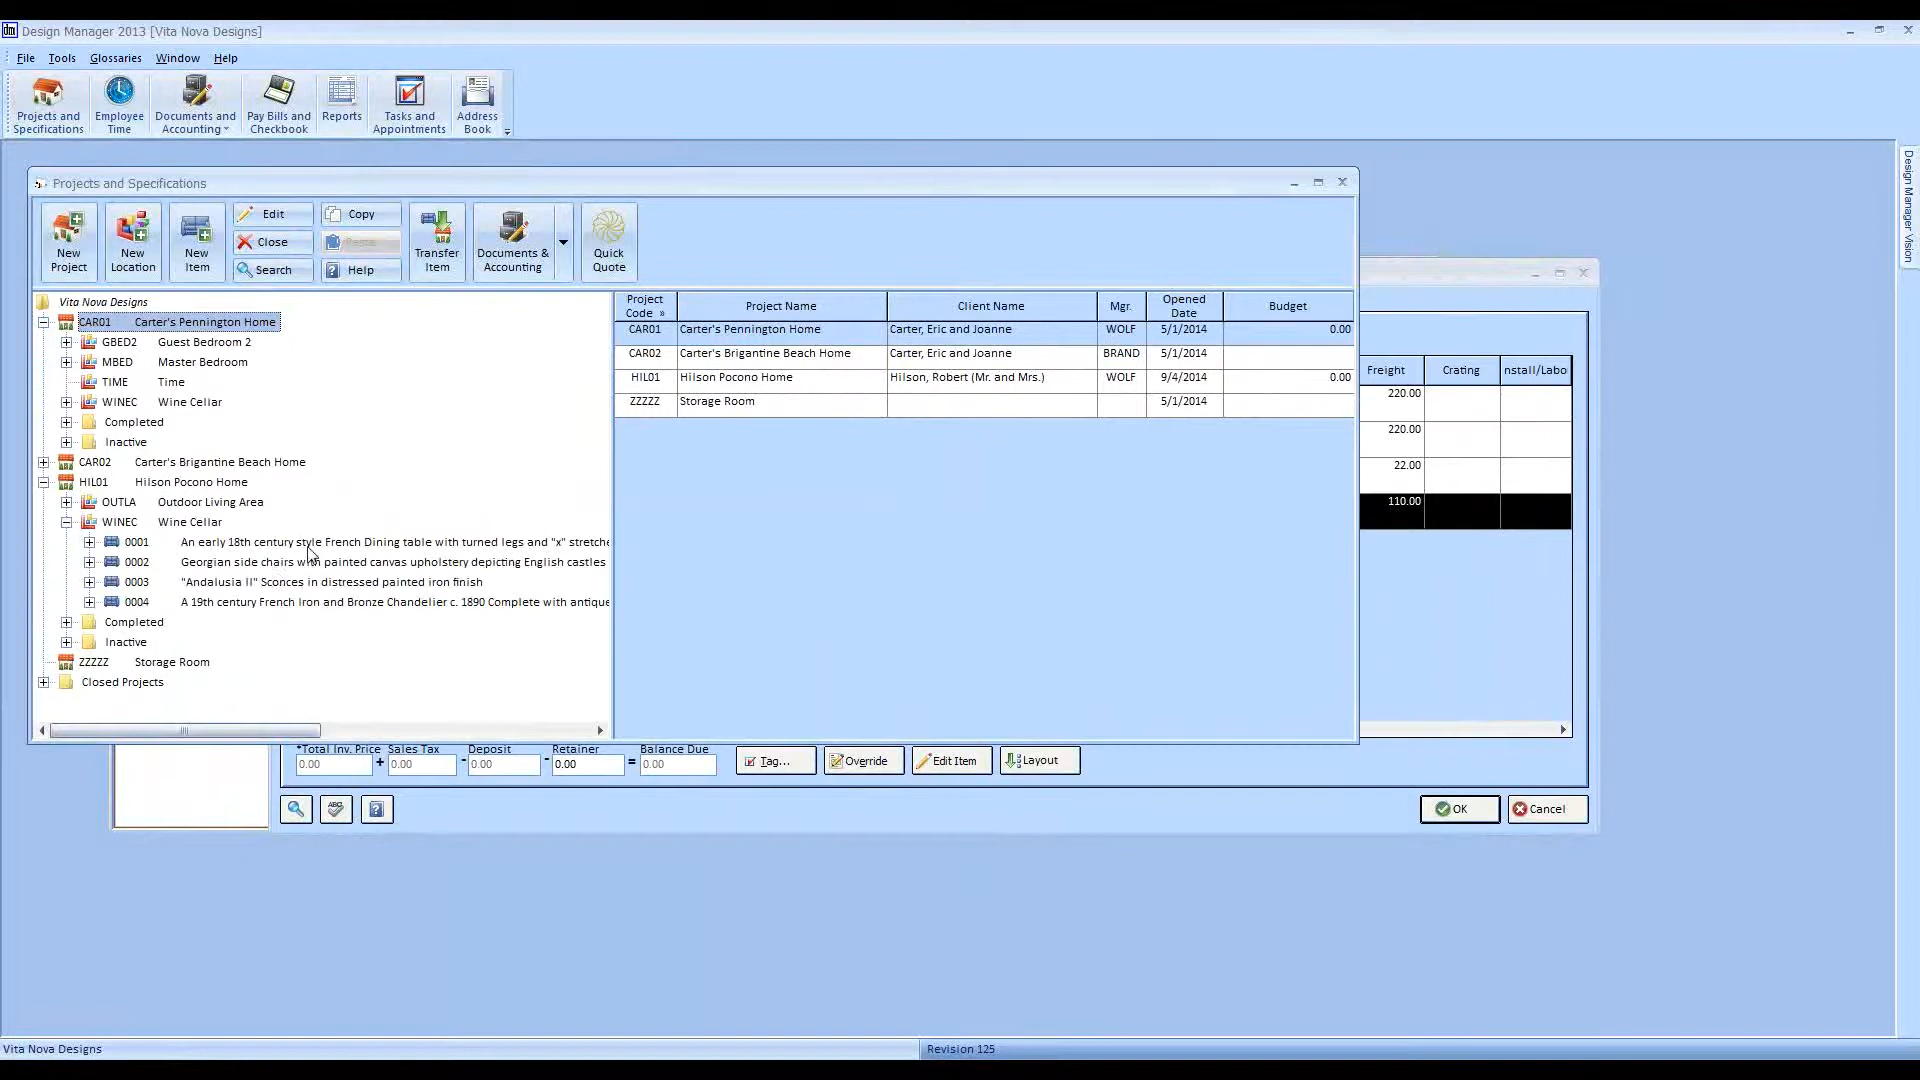 Design Manager 2013 [Vita Nova Designs]
File Tools Glossaries Window Help
Projects and Specifications
Employee Time
Documents and Accounting
Pay Bills and Checkbook
Reports
Tasks and Appointments
Address Book
Design Manager Vision
Projects and Specifications
New Project
New Location
New Item
Edit
Close
Search
Copy
Help
Transfer Item
Documents & Accounting
Quick Quote
Vita Nova Designs
CAR01 Carter's Pennington Home
GBED2 Guest Bedroom 2
MBED Master Bedroom
TIME Time
WINEC Wine Cellar
Completed
Inactive
CAR02 Carter's Brigantine Beach Home
HIL01 Hilson Pocono Home
OUTLA Outdoor Living Area
WINEC Wine Cellar
0001 An early 18th century style French Dining table with turned legs and "x" stretche
0002 Georgian side chairs with painted canvas upholstery depicting English castles
0003 "Andalusia II" Sconces in distressed painted iron finish
0004 A 19th century French Iron and Bronze Chandelier c. 1890 Complete with antique
Completed
Inactive
ZZZZZ Storage Room
Closed Projects
Project Code » Project Name Client Name Mgr. Opened Date Budget
CAR01 Carter's Pennington Home Carter, Eric and Joanne WOLF 5/1/2014 0.00
CAR02 Carter's Brigantine Beach Home Carter, Eric and Joanne BRAND 5/1/2014
HIL01 Hilson Pocono Home Hilson, Robert (Mr. and Mrs.) WOLF 9/4/2014 0.00
ZZZZZ Storage Room 5/1/2014
Freight Crating nstall/Labo
220.00
220.00
22.00
110.00
*Total Inv. Price Sales Tax Deposit Retainer Balance Due
0.00 + 0.00 - 0.00 - 0.00 = 0.00
Tag... Override Edit Item Layout
ABC
OK Cancel
Vita Nova Designs Revision 125